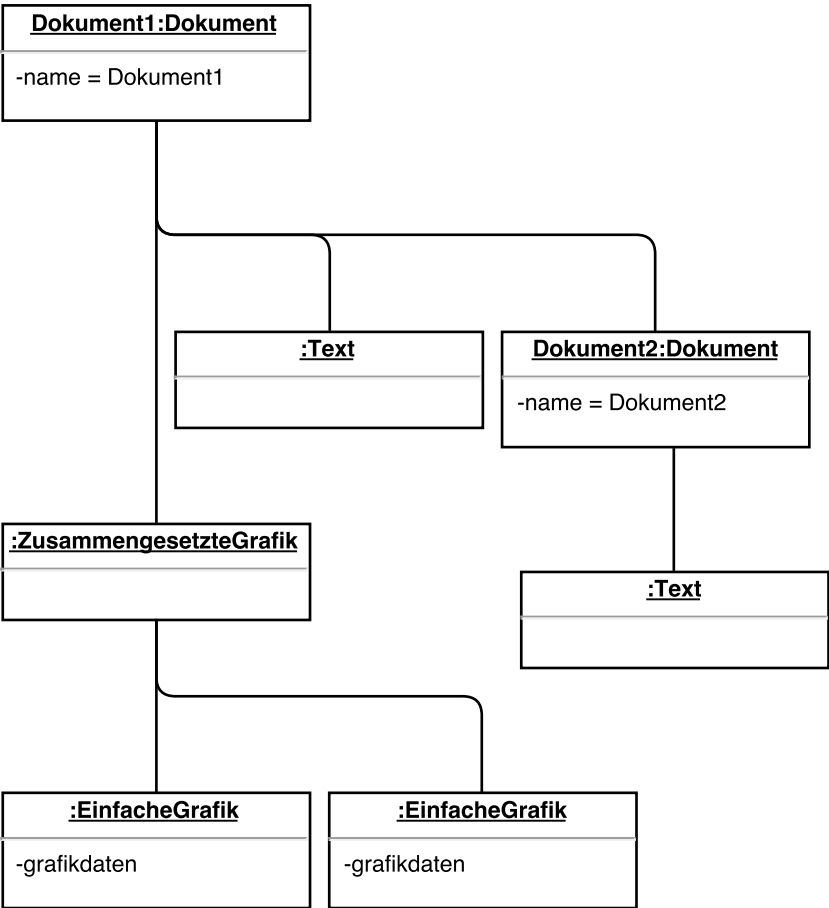 Dokument1:Dokument
-name = Dokument1
:Text
Dokument2:Dokument
-name = Dokument2
:ZusammengesetzteGrafik
:Text
:EinfacheGrafik
-grafikdaten
:EinfacheGrafik
-grafikdaten